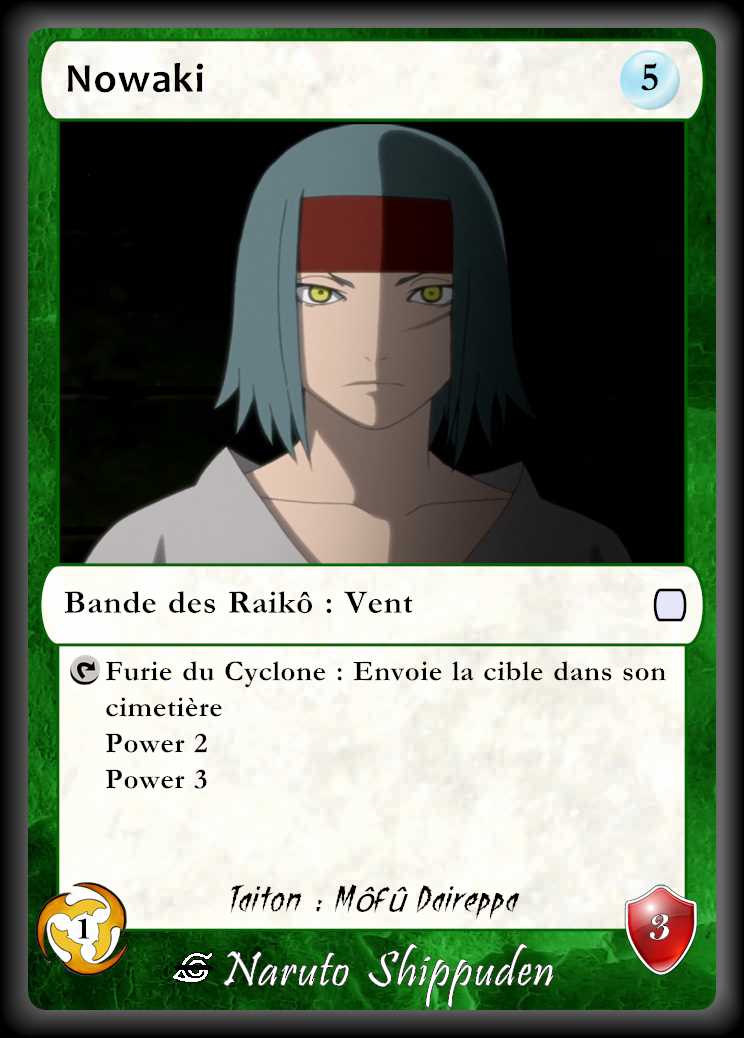 Nowaki
5
Bande des Raikô : Vent
Furie du Cyclone : Envoie la cible dans son
cimetière
Power 2
Power 3
Taiton : Môfû Daireppa
1
3
Naruto Shippuden